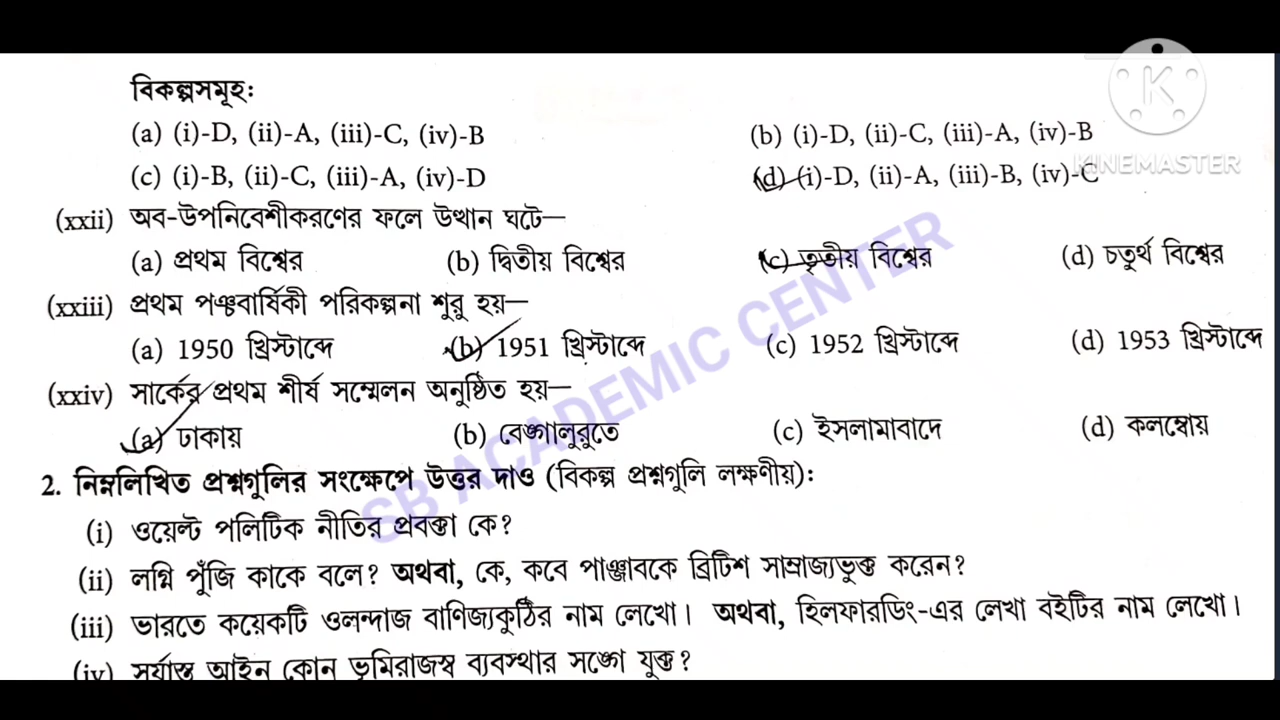 বিকল্পসমূহঃ
(a) (i)-D, (ii)-A, (iii)-C, (iv)-B (b) (i)-D, (ii)-C, (iii)-A, (iv)-B
(c) (i)-B, (ii)-C, (iii)-A, (iv)-D (d) (i)-D, (ii)-A, (iii)-B, (iv)-C
(xxii) অব-উপনিবেশীকরণের ফলে উত্থান ঘটে—
(a) প্রথম বিশ্বের (b) দ্বিতীয় বিশ্বের (c) তৃতীয় বিশ্বের (d) চতুর্থ বিশ্বের
(xxiii) প্রথম পঞ্চবার্ষিকী পরিকল্পনা শুরু হয়—
(a) 1950 খ্রিস্টাব্দে (b) 1951 খ্রিস্টাব্দে (c) 1952 খ্রিস্টাব্দে (d) 1953 খ্রিস্টাব্দে
(xxiv) সার্কের প্রথম শীর্ষ সম্মেলন অনুষ্ঠিত হয়—
(a) ঢাকায় (b) বেঙ্গালুরুতে (c) ইসলামাবাদে (d) কলম্বোয়
2. নিম্নলিখিত প্রশ্নগুলির সংক্ষেপে উত্তর দাও (বিকল্প প্রশ্নগুলি লক্ষণীয়):
(i) ওয়েল্ট পলিটিক নীতির প্রবক্তা কে?
(ii) লগ্নি পুঁজি কাকে বলে? অথবা, কে, কবে পাঞ্জাবকে ব্রিটিশ সাম্রাজ্যভুক্ত করেন?
(iii) ভারতে কয়েকটি ওলন্দাজ বাণিজ্যকুঠির নাম লেখো। অথবা, হিলফারডিং-এর লেখা বইটির নাম লেখো।
(iv) সূর্যাস্ত আইন কোন ভূমিরাজস্ব ব্যবস্থার সঙ্গে যুক্ত?
SB ACADEMIC CENTER
K
KINEMASTER